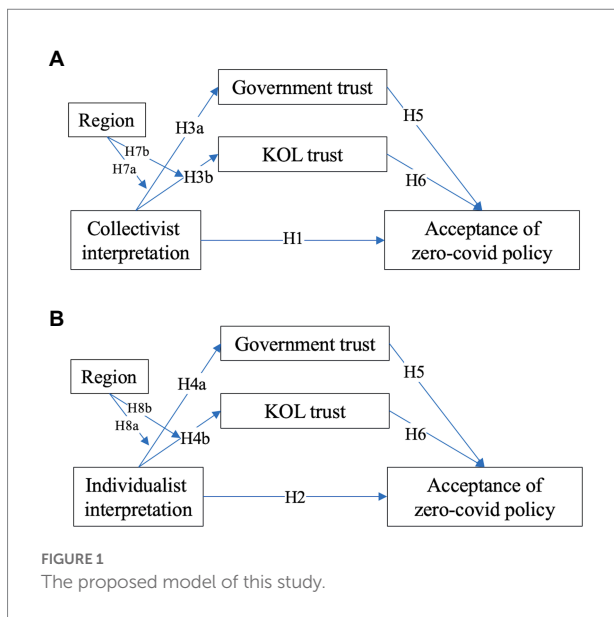 A
Government trust
Region
H3a
H5
H7b
KOL trust
H7a
H3b
H6
Collectivist
interpretation
H1
Acceptance of
zero-covid policy
B
Government trust
Region
H4a
H5
H8b
KOL trust
H8a
H4b
H6
Individualist
interpretation
H2
Acceptance of
zero-covid policy
FIGURE 1
The proposed model of this study.